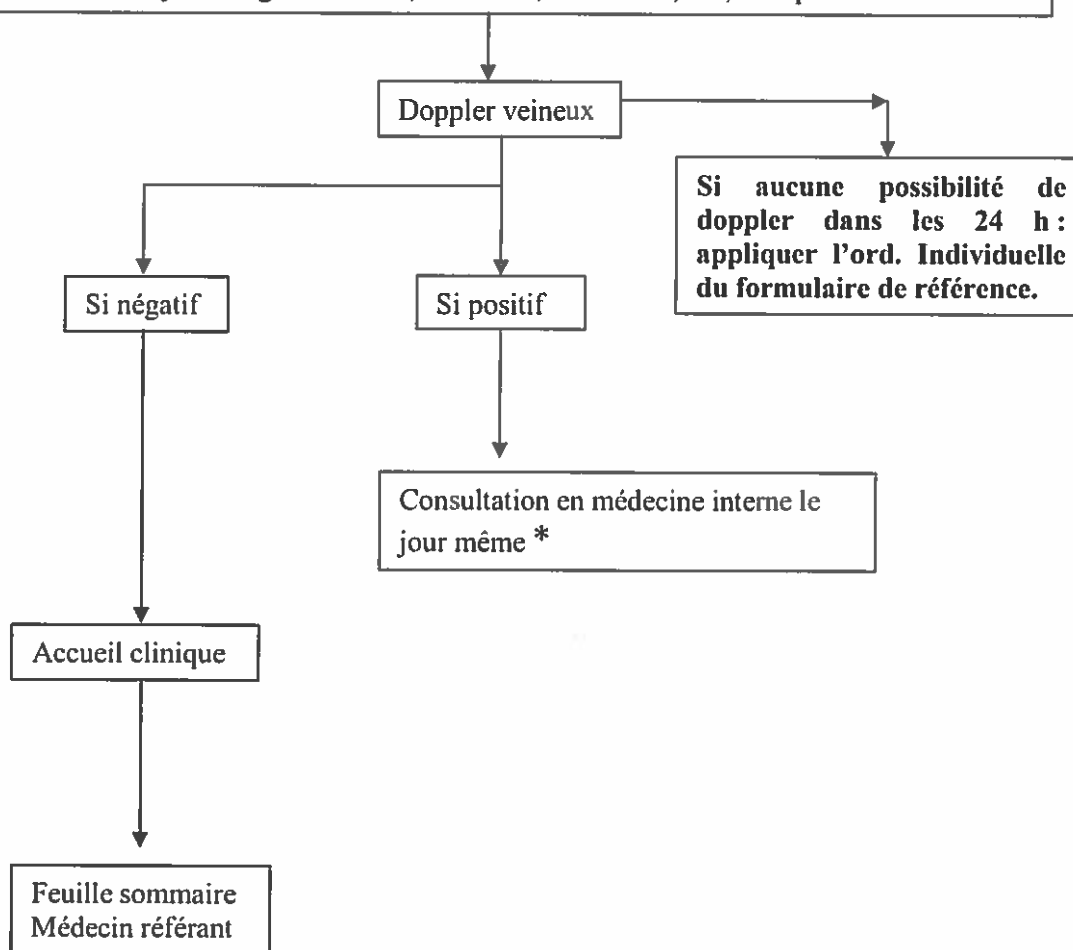 Doppler veineux
Si aucune possibilité de
doppler dans les 24 h :
appliquer l'ord. Individuelle
du formulaire de référence.
Si négatif
Si positif
Consultation en médecine interne le
jour même *
Accueil clinique
Feuille sommaire
Médecin référant